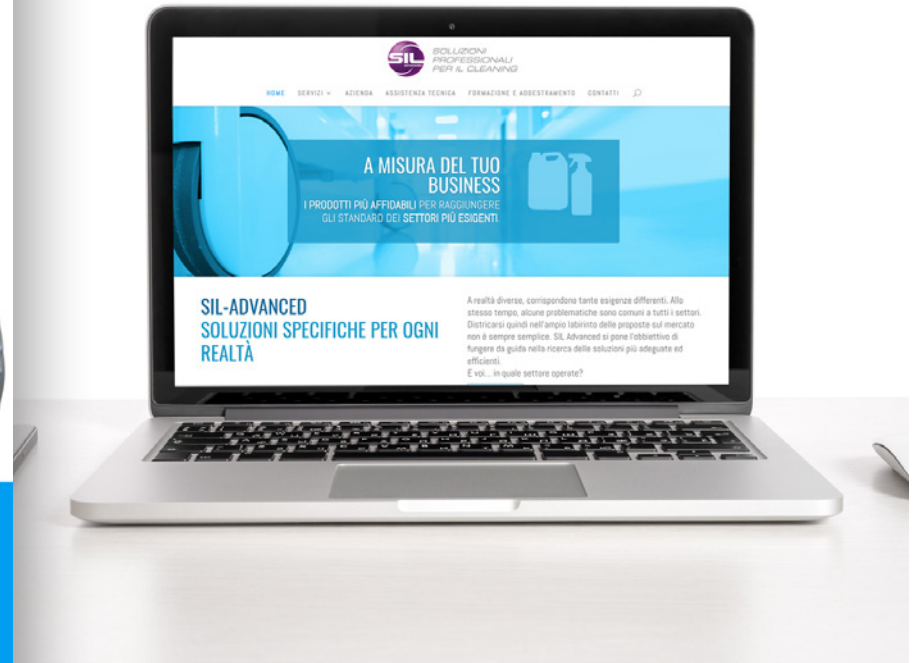 SIL
SOLUZIONI
PROFESSIONALI
PER IL CLEANING
HOME SERVIZI AZIENDA ASSISTENZA TECNICA FORMAZIONE E ADDESTRAMENTO CONTATTI
A MISURA DEL TUO
BUSINESS
I PRODOTTI PIÙ AFFIDABILI PER RAGGIUNGERE
GLI STANDARD DEI SETTORI PIÙ ESIGENTI.
SIL-ADVANCED
SOLUZIONI SPECIFICHE PER OGNI
REALTÀ
A realtà diverse, corrispondono tante esigenze differenti. Allo
stesso tempo, alcune problematiche sono comuni a tutti i settori.
Districarsi quindi nell'ampio labirinto delle proposte sul mercato
non è sempre semplice. SIL Advanced si pone l'obbiettivo di
fungere da guida nella ricerca delle soluzioni più adeguate ed
efficienti.
E voi... in quale settore operate?